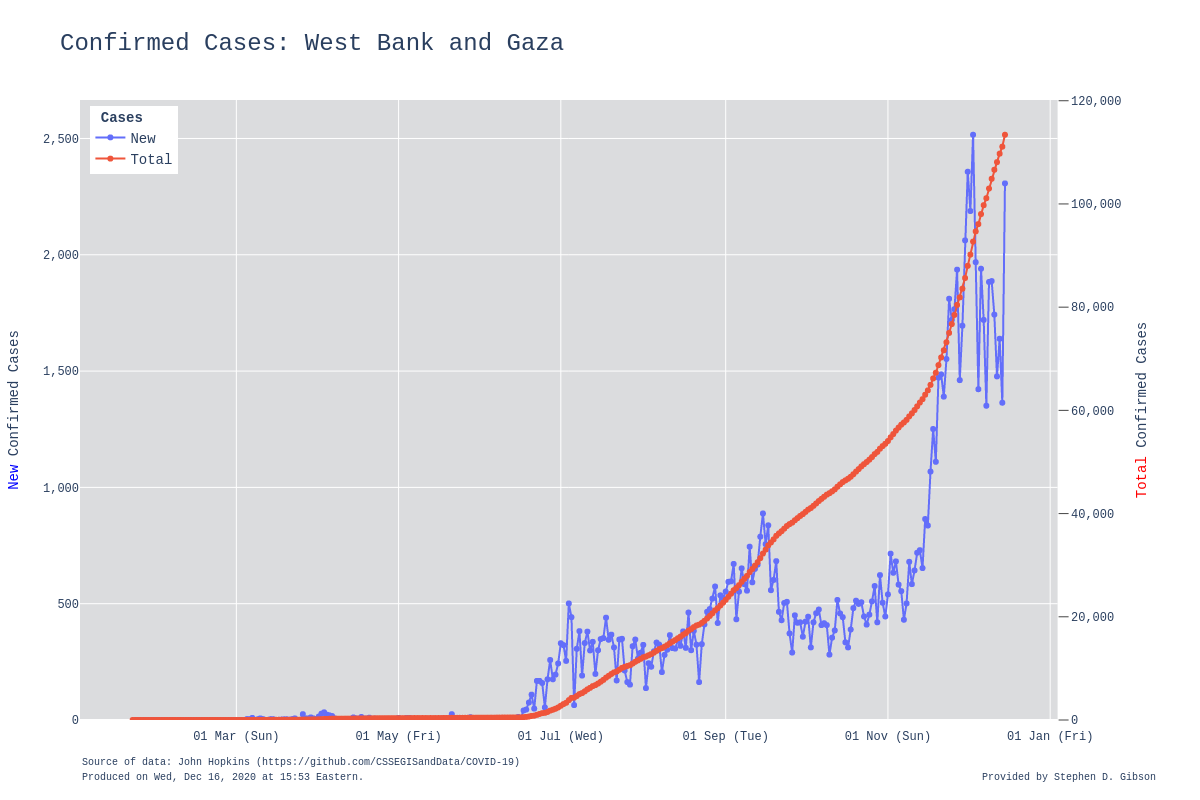 Confirmed Cases: West Bank and Gaza
Cases
New
Total
2,500
2,000
1,500
1,000
500
0
New Confirmed Cases
120,000
100,000
80,000
60,000
40,000
20,000
0
Total Confirmed Cases
01 Mar (Sun)
01 May (Fri)
01 Jul (Wed)
01 Sep (Tue)
01 Nov (Sun)
01 Jan (Fri)
Source of data: John Hopkins (https://github.com/CSSEGISandData/COVID-19)
Produced on Wed, Dec 16, 2020 at 15:53 Eastern.
Provided by Stephen D. Gibson